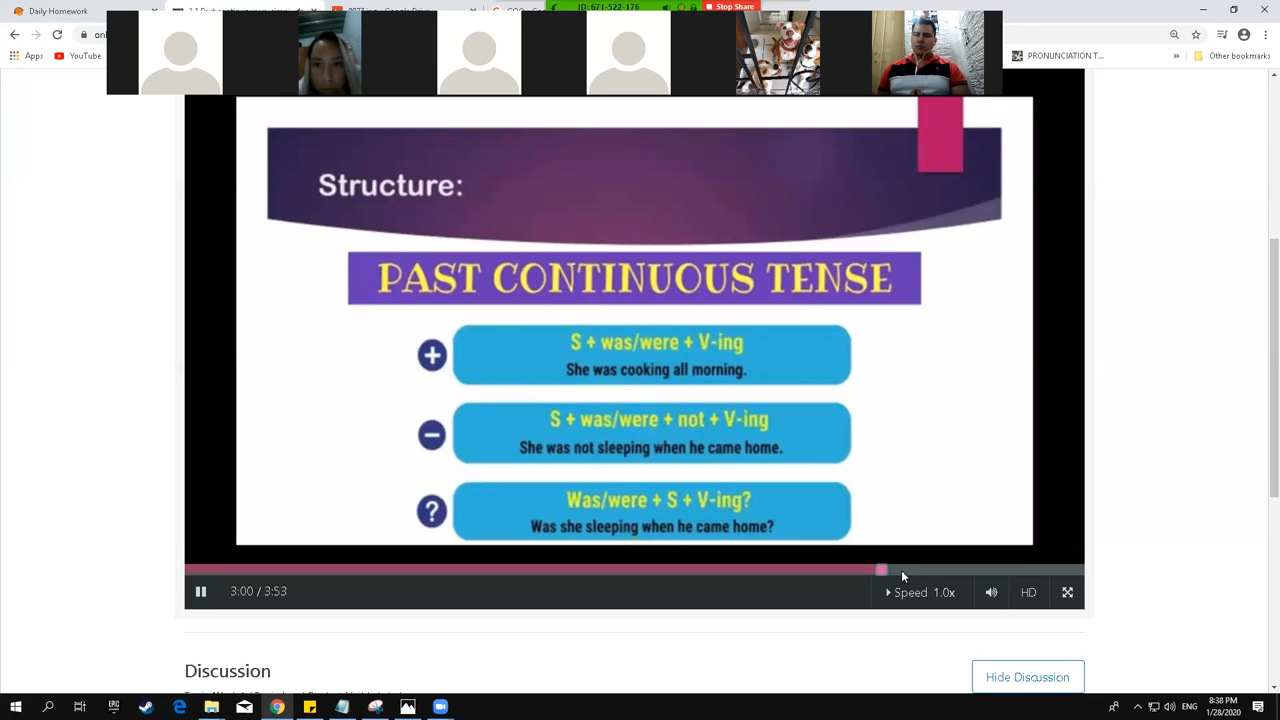 Daily Homework
ID:671-522-176
Stop Share
Apps
YouTube
PRONUNCIATION T...
Other bookmarks
Structure:
PAST CONTINUOUS TENSE
+
S + was/were + V-ing
She was cooking all morning.
−
S + was/were + not + V-ing
She was not sleeping when he came home.
?
Was/were + S + V-ing?
Was she sleeping when he came home?
3:00 / 3:53
Speed 1.0x
HD
Discussion
Hide Discussion
EPIC
ENG
8:38 PM
1/28/2020